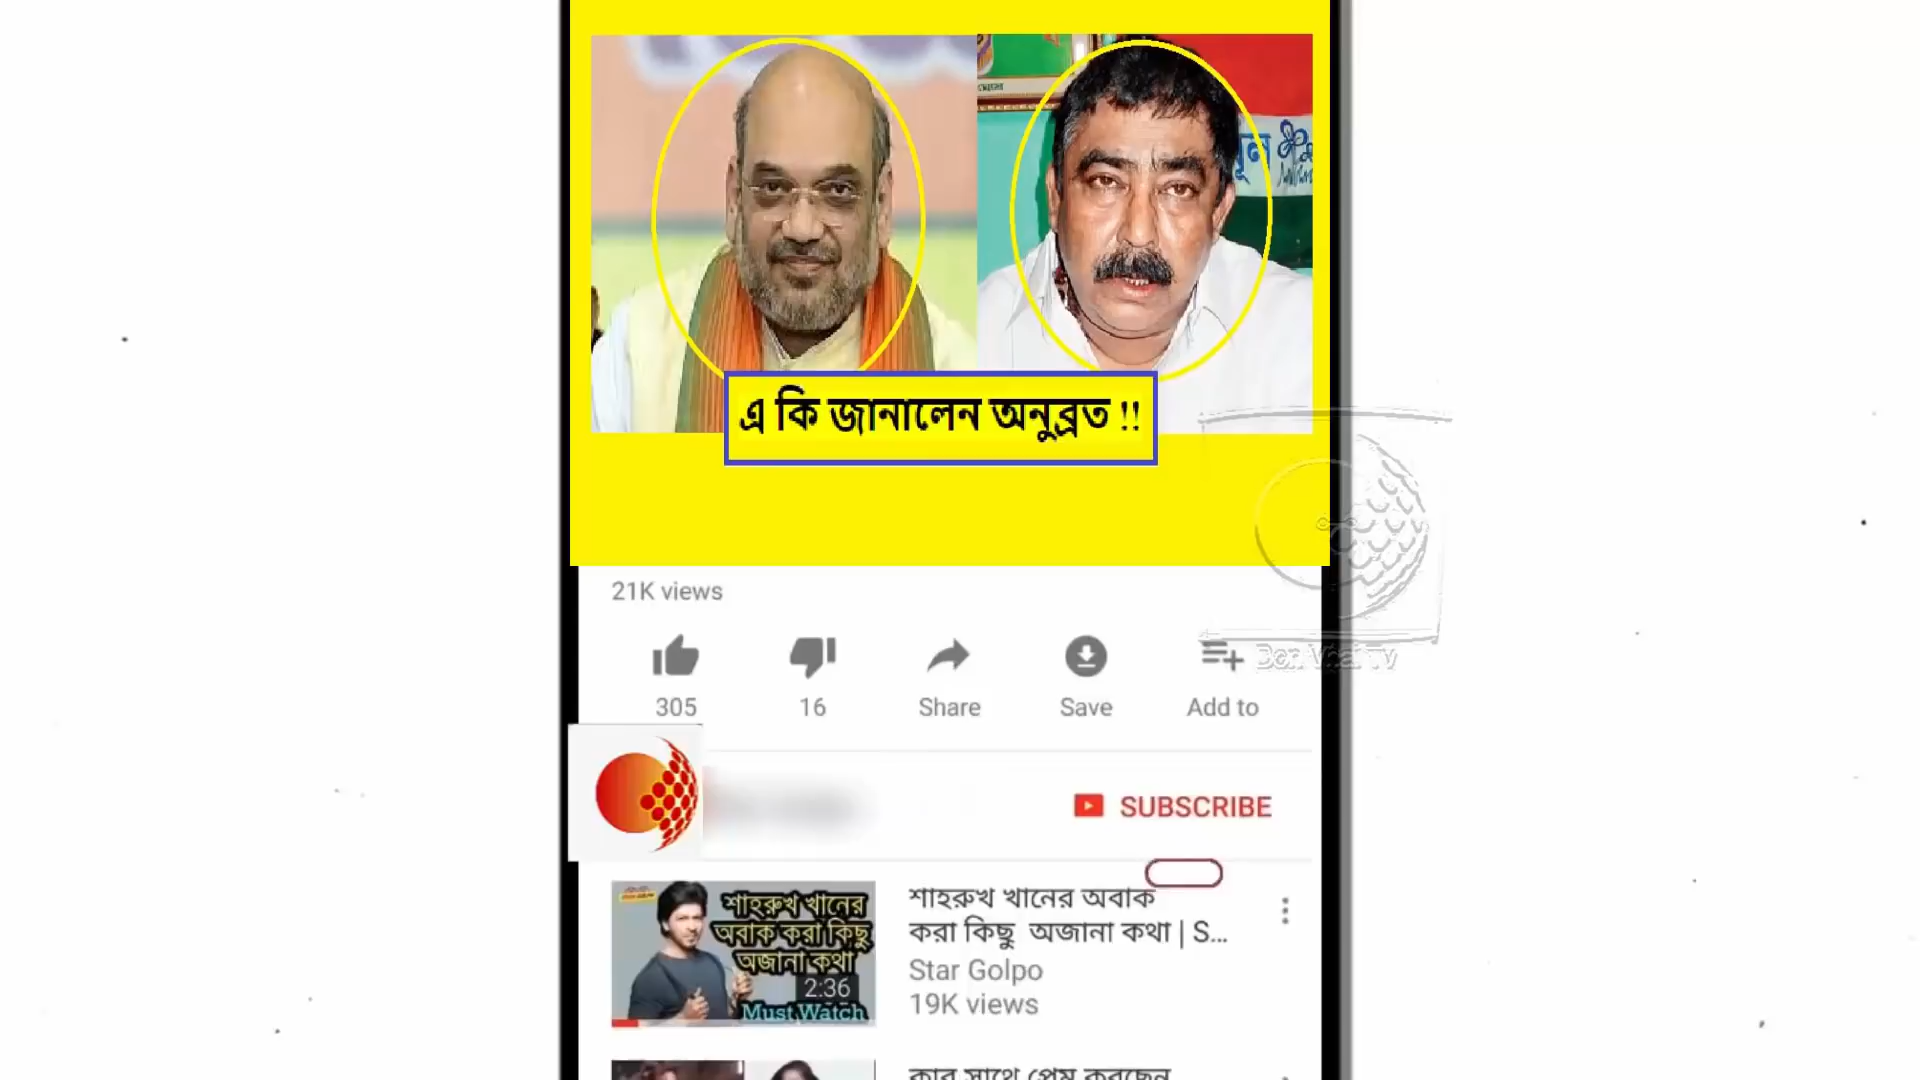 এ কি জানালেন অনুব্রত !!
21K views
305
16
Share
Save
Add to
SUBSCRIBE
শাহরুখ খানের
অবাক করা কিছু
অজানা কথা
2:36
Must Watch
শাহরুখ খানের অবাক
করা কিছু অজানা কথা | S...
Star Golpo
19K views
কার সাথে প্রেম করছেন